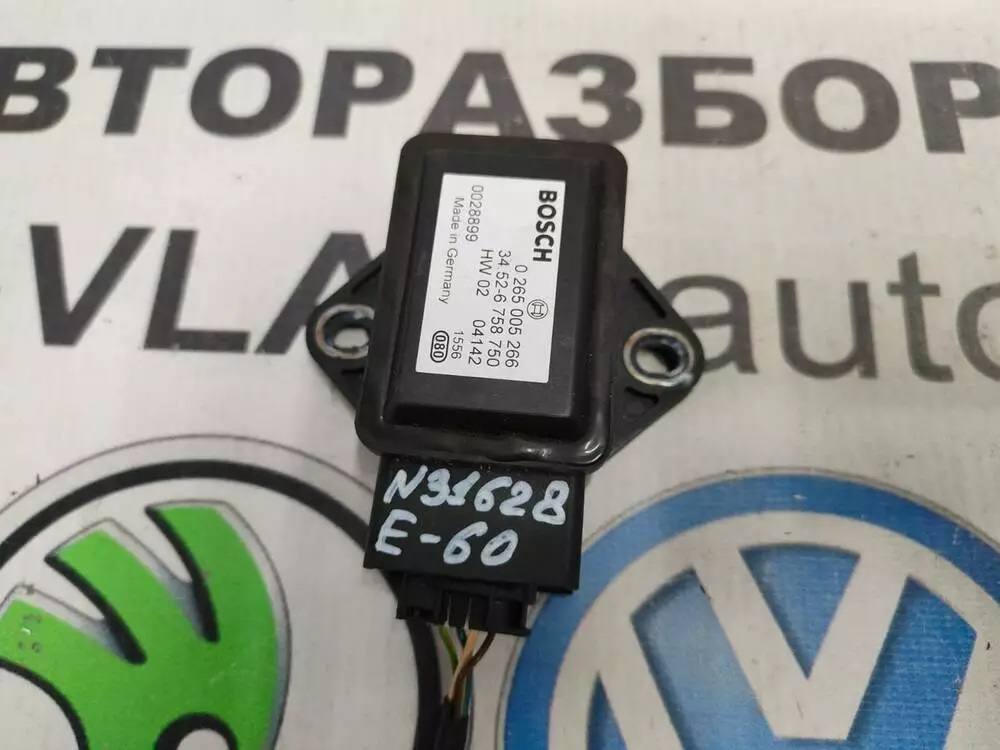 ВТОРАЗБОР
VLA auto
BOSCH
0 265 005 266
34.52-6 758 750
HW 02 04142
0028899
1556
Made in Germany
080
N31628
E-60